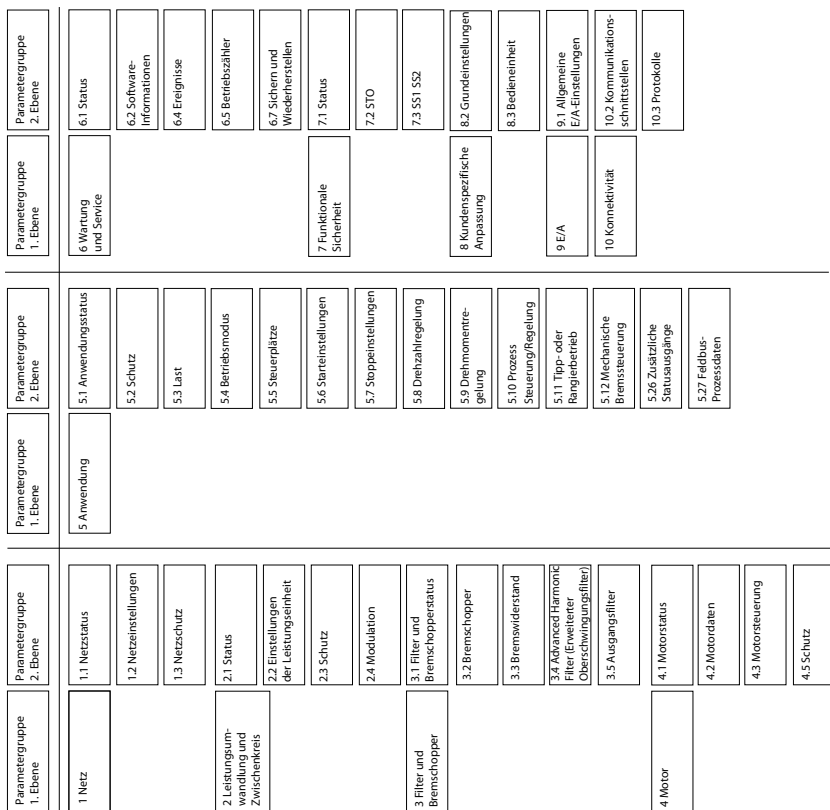 Parametergruppe
1. Ebene
Parametergruppe
2. Ebene
1 Netz
1.1 Netzstatus
1.2 Netzeinstellungen
1.3 Netzschutz
2 Leistungsum-
wandlung und
Zwischenkreis
2.1 Status
2.2 Einstellungen
der Leistungseinheit
2.3 Schutz
2.4 Modulation
3 Filter und
Bremschopper
3.1 Filter und
Bremschopperstatus
3.2 Bremschopper
3.3 Bremswiderstand
3.4 Advanced Harmonic
Filter (Erweiterter
Oberschwingungsfilter)
3.5 Ausgangsfilter
4 Motor
4.1 Motorstatus
4.2 Motordaten
4.3 Motorsteuerung
4.5 Schutz
Parametergruppe
1. Ebene
Parametergruppe
2. Ebene
5 Anwendung
5.1 Anwendungsstatus
5.2 Schutz
5.3 Last
5.4 Betriebsmodus
5.5 Steuerplätze
5.6 Starteinstellungen
5.7 Stoppeinstellungen
5.8 Drehzahlregelung
5.9 Drehmomentre-
gelung
5.10 Prozess
Steuerung/Regelung
5.11 Tipp- oder
Rangierbetrieb
5.12 Mechanische
Bremssteuerung
5.26 Zusätzliche
Statusausgänge
5.27 Feldbus-
Prozessdaten
Parametergruppe
1. Ebene
Parametergruppe
2. Ebene
6 Wartung
und Service
6.1 Status
6.2 Software-
Informationen
6.4 Ereignisse
6.5 Betriebszähler
6.7 Sichern und
Wiederherstellen
7 Funktionale
Sicherheit
7.1 Status
7.2 STO
7.3 SS1 SS2
8 Kundenspezifische
Anpassung
8.2 Grundeinstellungen
8.3 Bedieneinheit
9 E/A
9.1 Allgemeine
E/A-Einstellungen
10 Konnektivität
10.2 Kommunikations-
schnittstellen
10.3 Protokolle